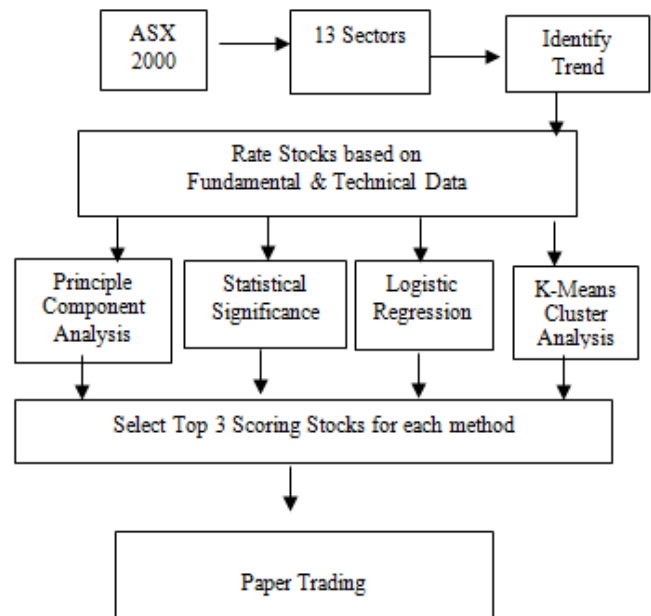 ASX
2000
13 Sectors
Identify
Trend
Rate Stocks based on
Fundamental & Technical Data
Principle
Component
Analysis
Statistical
Significance
Logistic
Regression
K-Means
Cluster
Analysis
Select Top 3 Scoring Stocks for each method
Paper Trading